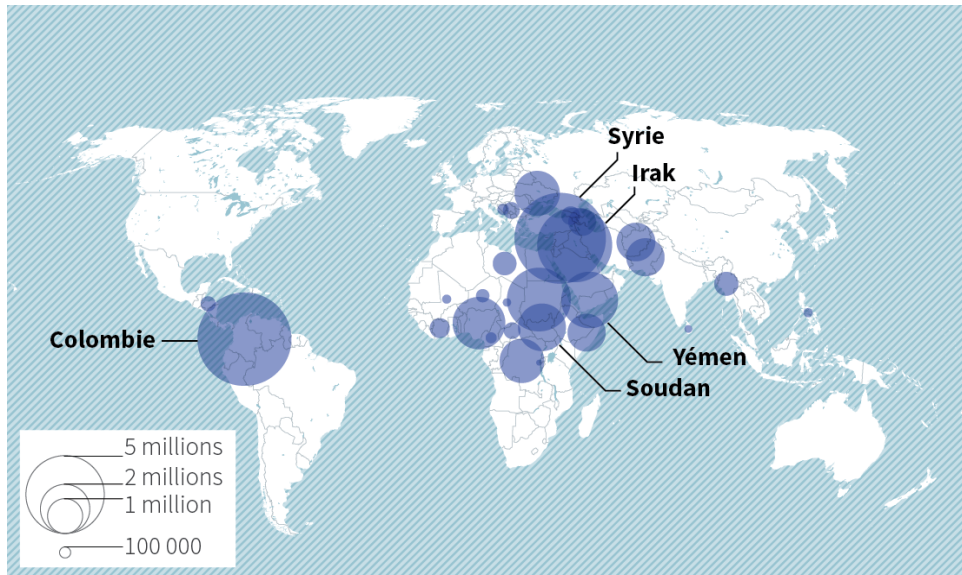 Syrie
Irak
Colombie
Yémen
Soudan
5 millions
2 millions
1 million
100 000